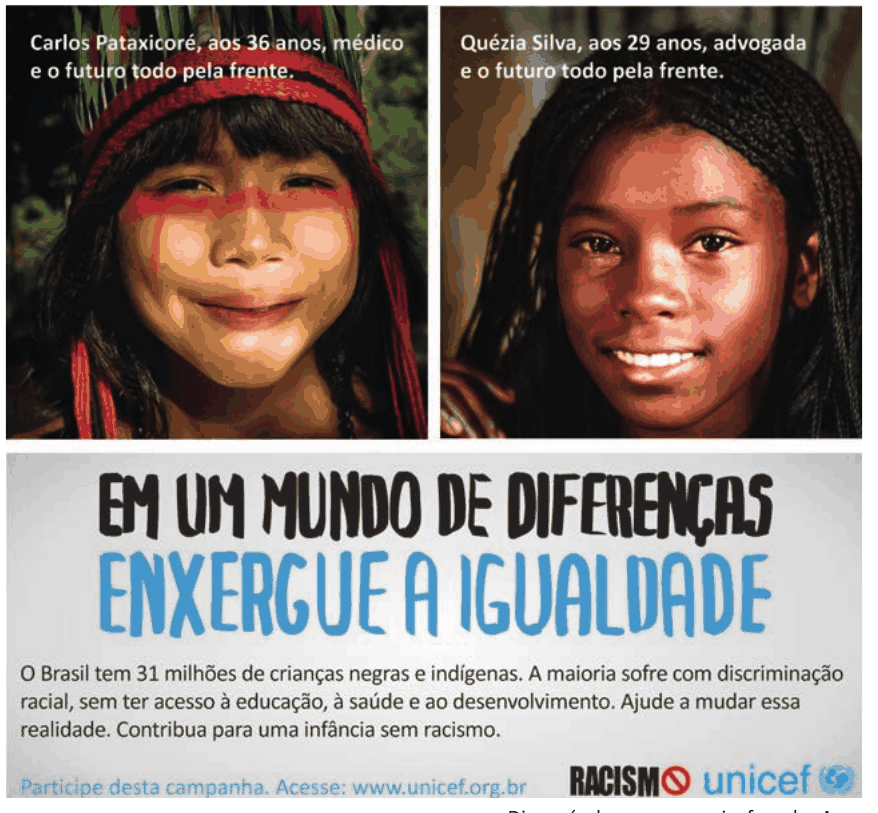 Carlos Pataxicoré, aos 36 anos, médico
e o futuro todo pela frente.
Quézia Silva, aos 29 anos, advogada
e o futuro todo pela frente.
EM UM MUNDO DE DIFERENÇAS
ENXERGUE A IGUALDADE
O Brasil tem 31 milhões de crianças negras e indígenas. A maioria sofre com discriminação
racial, sem ter acesso à educação, à saúde e ao desenvolvimento. Ajude a mudar essa
realidade. Contribua para uma infância sem racismo.
Participe desta campanha. Acesse: www.unicef.org.br
RACISMO unicef